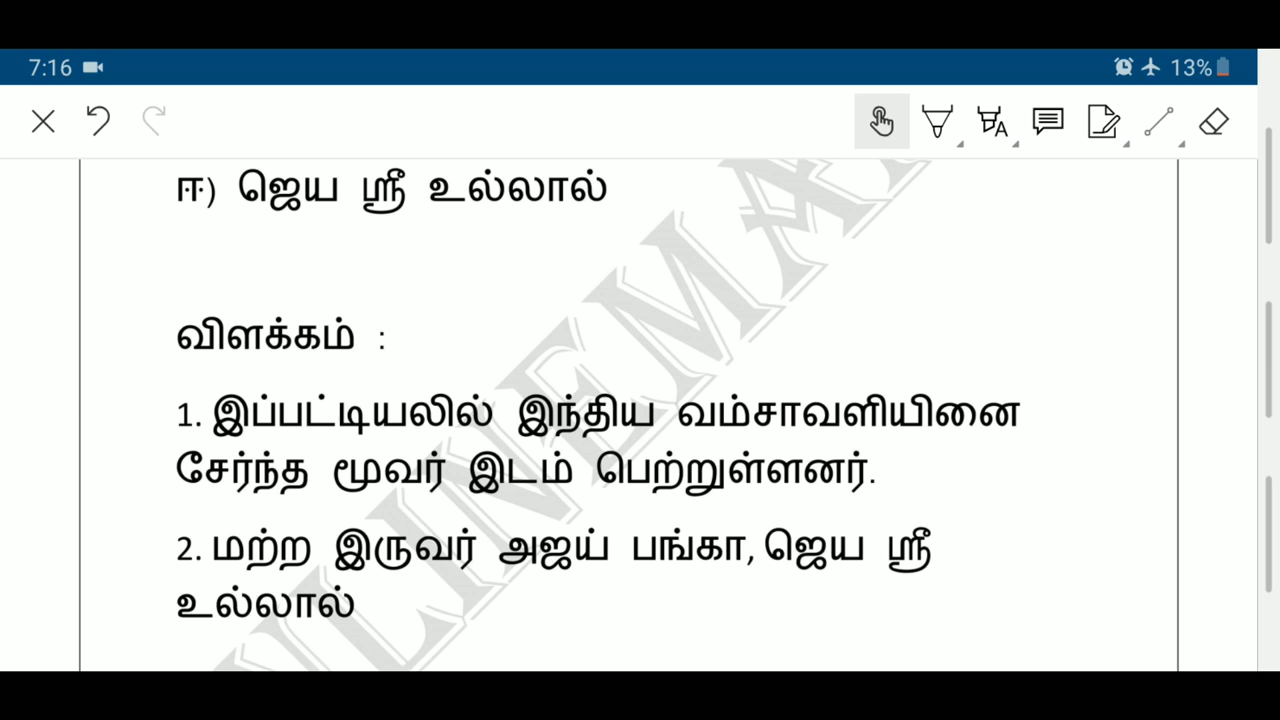 7:16
13%
ஈ) ஜெய ஸ்ரீ உல்லால்
விளக்கம் :
1. இப்பட்டியலில் இந்திய வம்சாவளியினை
சேர்ந்த மூவர் இடம் பெற்றுள்ளனர்.
2. மற்ற இருவர் அஜய் பங்கா, ஜெய ஸ்ரீ
உல்லால்